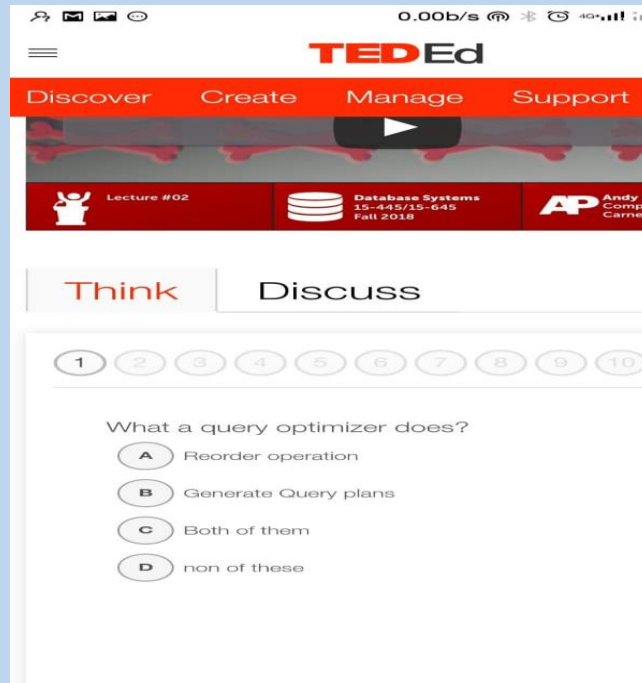 0.00b/s 4G+
TEDEd
Discover Create Manage Support
Lecture #02
Database Systems
15-445/15-645
Fall 2018
AP
Andy
Think Discuss
1 2 3 4 5 6 7 8 9 10
What a query optimizer does?
A Reorder operation
B Generate Query plans
C Both of them
D non of these